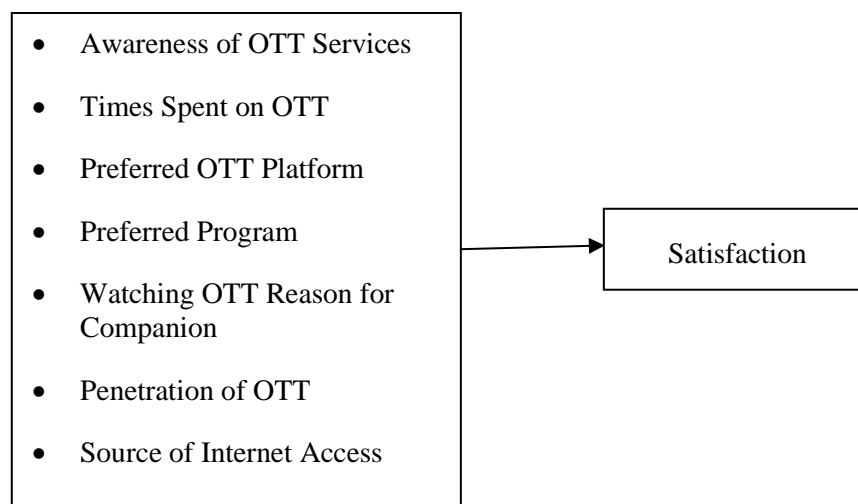 • Awareness of OTT Services
• Times Spent on OTT
• Preferred OTT Platform
• Preferred Program
Satisfaction
• Watching OTT Reason for
Companion
• Penetration of OTT
• Source of Internet Access